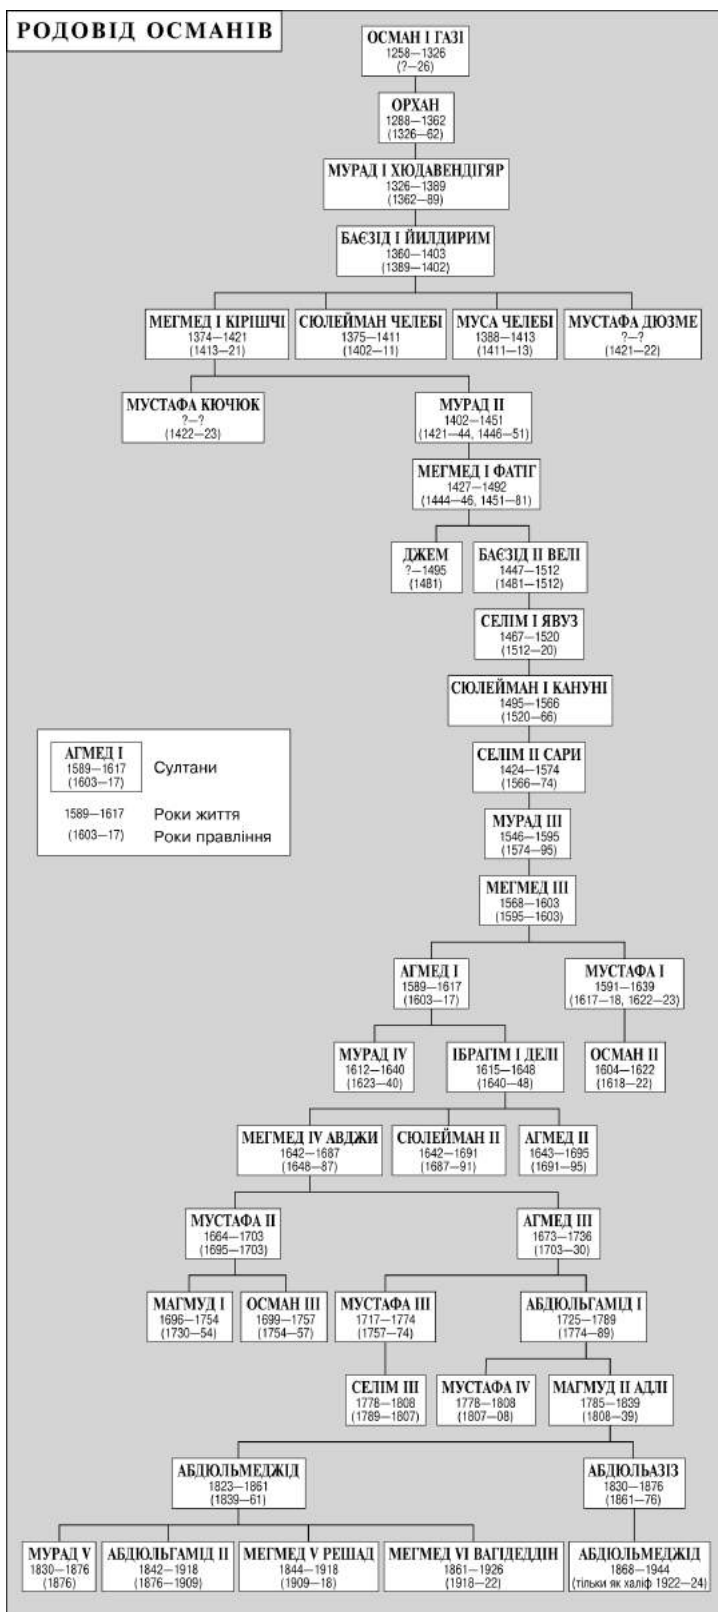 РОДОВІД ОСМАНІВ
ОСМАН І ГАЗІ
1258—1326
(?—26)
ОРХАН
1288—1362
(1326—62)
МУРАД І ХЮДАВЕНДІГЯР
1326—1389
(1362—89)
БАЄЗІД І ЙИЛДИРИМ
1360—1403
(1389—1402)
МЕГМЕД І КІРІШЧІ
1374—1421
(1413—21)
СЮЛЕЙМАН ЧЕЛЕБІ
1375—1411
(1402—11)
МУСА ЧЕЛЕБІ
1388—1413
(1411—13)
МУСТАФА ДЮЗМЕ
?—?
(1421—22)
МУСТАФА КЮЧЮК
?—?
(1422—23)
МУРАД ІІ
1402—1451
(1421—44, 1446—51)
МЕГМЕД І ФАТІГ
1427—1492
(1444—46, 1451—81)
ДЖЕМ
?—1495
(1481)
БАЄЗІД ІІ ВЕЛІ
1447—1512
(1481—1512)
СЕЛІМ І ЯВУЗ
1467—1520
(1512—20)
СЮЛЕЙМАН І КАНУНІ
1495—1566
(1520—66)
СЕЛІМ ІІ САРИ
1424—1574
(1566—74)
МУРАД ІІІ
1546—1595
(1574—95)
МЕГМЕД ІІІ
1568—1603
(1595—1603)
АГМЕД І
1589—1617
(1603—17)
Султани
1589—1617 Роки життя
(1603—17) Роки правління
АГМЕД І
1589—1617
(1603—17)
МУСТАФА І
1591—1639
(1617—18, 1622—23)
МУРАД IV
1612—1640
(1623—40)
ІБРАГІМ І ДЕЛІ
1615—1648
(1640—48)
ОСМАН ІІ
1604—1622
(1618—22)
МЕГМЕД IV АВДЖИ
1642—1687
(1648—87)
СЮЛЕЙМАН ІІ
1642—1691
(1687—91)
АГМЕД ІІ
1643—1695
(1691—95)
МУСТАФА ІІ
1664—1703
(1695—1703)
АГМЕД ІІІ
1673—1736
(1703—30)
МАГМУД І
1696—1754
(1730—54)
ОСМАН ІІІ
1699—1757
(1754—57)
МУСТАФА ІІІ
1717—1774
(1757—74)
АБДЮЛЬГАМІД І
1725—1789
(1774—89)
СЕЛІМ ІІІ
1778—1808
(1789—1807)
МУСТАФА IV
1778—1808
(1807—08)
МАГМУД ІІ АДЛІ
1785—1839
(1808—39)
АБДЮЛЬМЕДЖІД
1823—1861
(1839—61)
АБДЮЛЬАЗІЗ
1830—1876
(1861—76)
МУРАД V
1830—1876
(1876)
АБДЮЛЬГАМІД ІІ
1842—1918
(1876—1909)
МЕГМЕД V РЕШАД
1844—1918
(1909—18)
МЕГМЕД VI ВАГІДЕДДІН
1861—1926
(1918—22)
АБДЮЛЬМЕДЖІД
1868—1944
(тільки як халіф 1922—24)